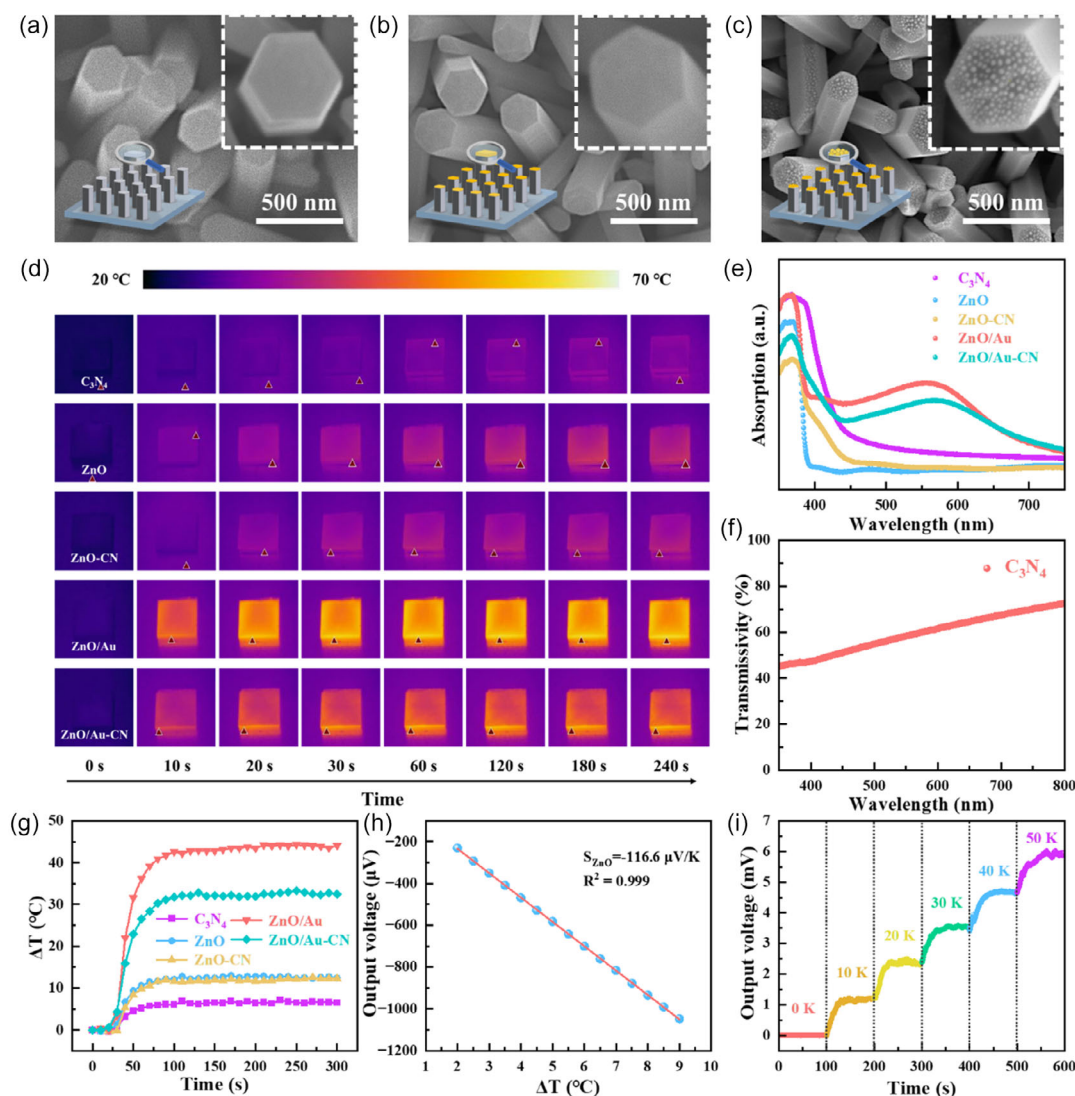 (a)
500 nm
(b)
500 nm
(c)
500 nm
(d)
20 °C
70 °C
C₃N₄
ZnO
ZnO-CN
ZnO/Au
ZnO/Au-CN
0 s 10 s 20 s 30 s 60 s 120 s 180 s 240 s
Time
(e)
Absorption (a.u.)
C₃N₄
ZnO
ZnO-CN
ZnO/Au
ZnO/Au-CN
400 500 600 700
Wavelength (nm)
(f)
Transmissivity (%)
100
80
60
40
20
0
C₃N₄
400 500 600 700 800
Wavelength (nm)
(g)
ΔT (°C)
50
40
30
20
10
0
C₃N₄
ZnO
ZnO-CN
ZnO/Au
ZnO/Au-CN
0 50 100 150 200 250 300
Time (s)
(h)
Output voltage (μV)
−200
−400
−600
−800
−1000
−1200
S_ZnO=-116.6 μV/K
R² = 0.999
1 2 3 4 5 6 7 8 9 10
ΔT (°C)
(i)
Output voltage (mV)
7
6
5
4
3
2
1
0
0 K
10 K
20 K
30 K
40 K
50 K
0 100 200 300 400 500 600
Time (s)